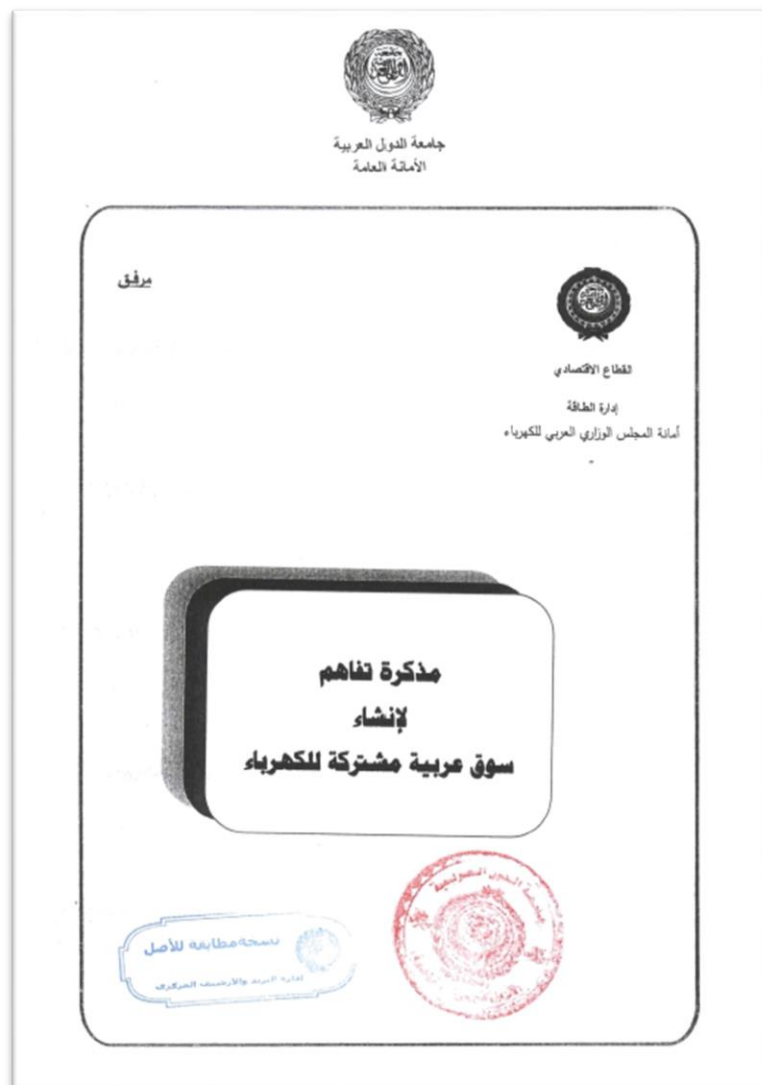 جامعة الدول العربية
الأمانة العامة
مرفق
القطاع الاقتصادي
إدارة الطاقة
أمانة المجلس الوزاري العربي للكهرباء
-
مذكرة تفاهم
لإنشاء
سوق عربية مشتركة للكهرباء
نسخة مطابقة للأصل
إدارة البريد والأرشيف المركزي